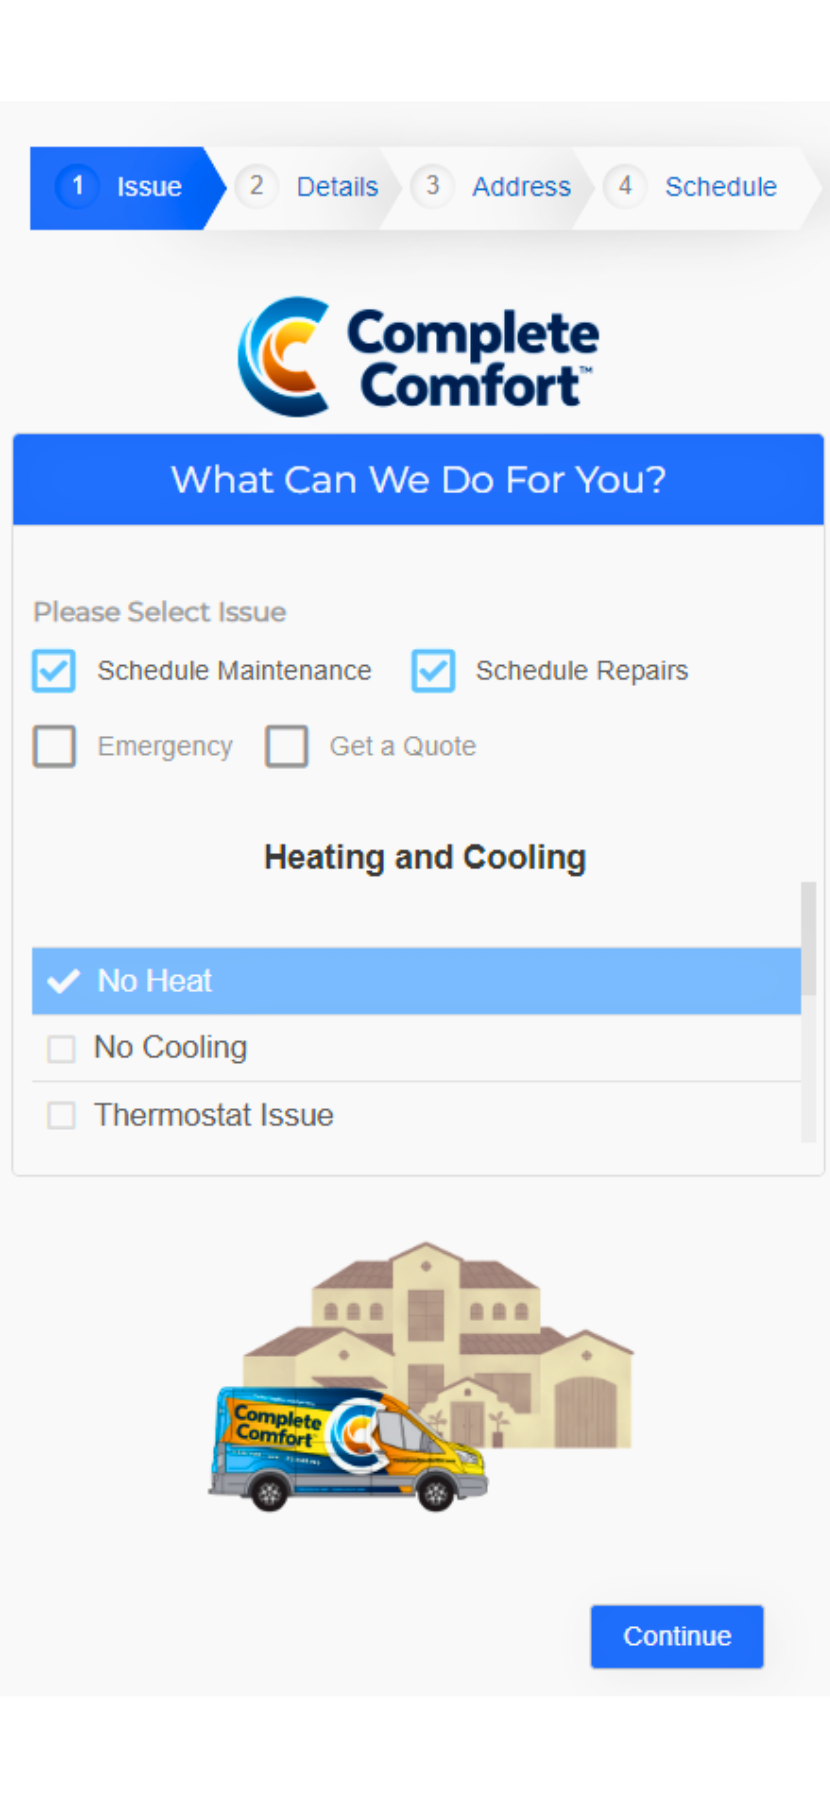 1 Issue 2 Details 3 Address 4 Schedule
Complete
Comfort™
What Can We Do For You?
Please Select Issue
Schedule Maintenance Schedule Repairs
Emergency Get a Quote
Heating and Cooling
No Heat
No Cooling
Thermostat Issue
Complete
Comfort
Continue